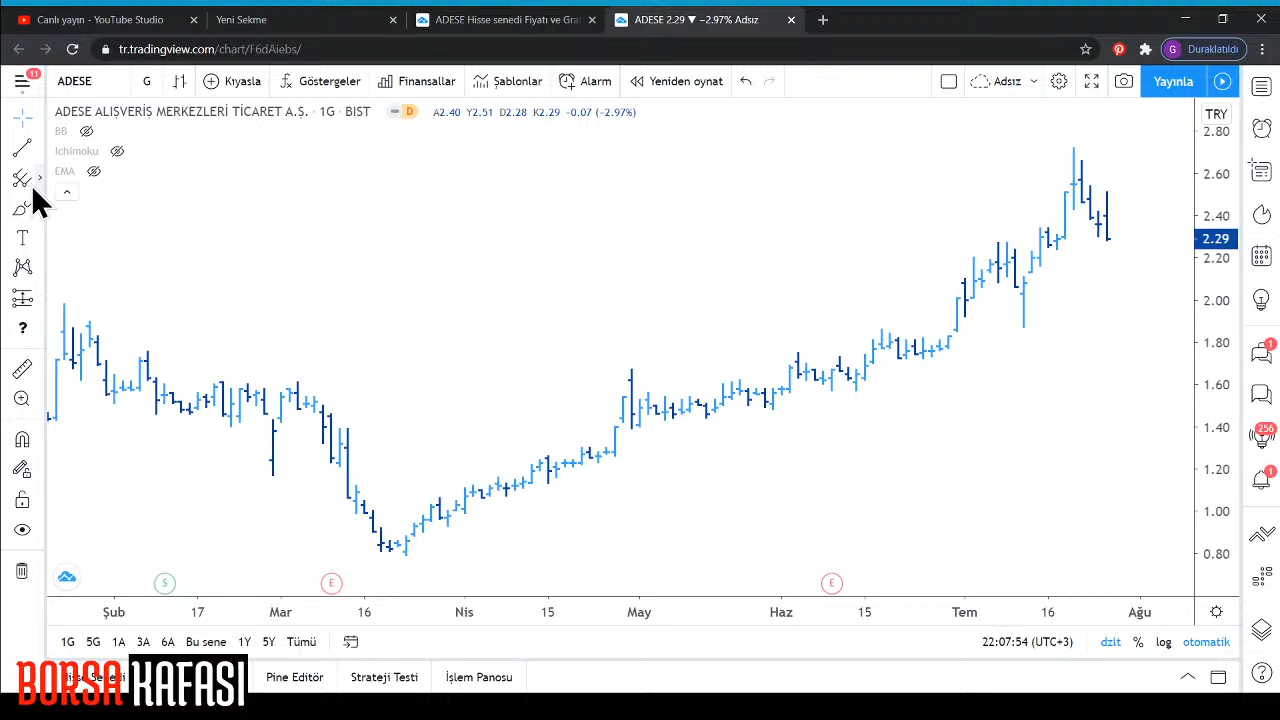 Canlı yayın - YouTube Studio
Yeni Sekme
ADESE Hisse senedi Fiyatı ve Graf
ADESE 2.29 ▼ −2.97% Adsız
tr.tradingview.com/chart/F6dAiebs/
G Duraklatıldı
11
ADESE G Kıyasla Göstergeler Finansallar Şablonlar Alarm Yeniden oynat Adsız Yayınla
ADESE ALIŞVERİŞ MERKEZLERİ TİCARET A.Ş. · 1G · BIST D A2.40 Y2.51 D2.28 K2.29 −0.07 (−2.97%)
TRY
BB
Ichimoku
EMA
2.80
2.60
2.40
2.29
2.20
2.00
1.80
1.60
1.40
1.20
1.00
0.80
1
256
1
S E E
Şub 17 Mar 16 Nis 15 May Haz 15 Tem 16 Ağu
1G 5G 1A 3A 6A Bu sene 1Y 5Y Tümü 22:07:54 (UTC+3) dzlt % log otomatik
Pine Editör Strateji Testi İşlem Panosu
BORSA KAFASI